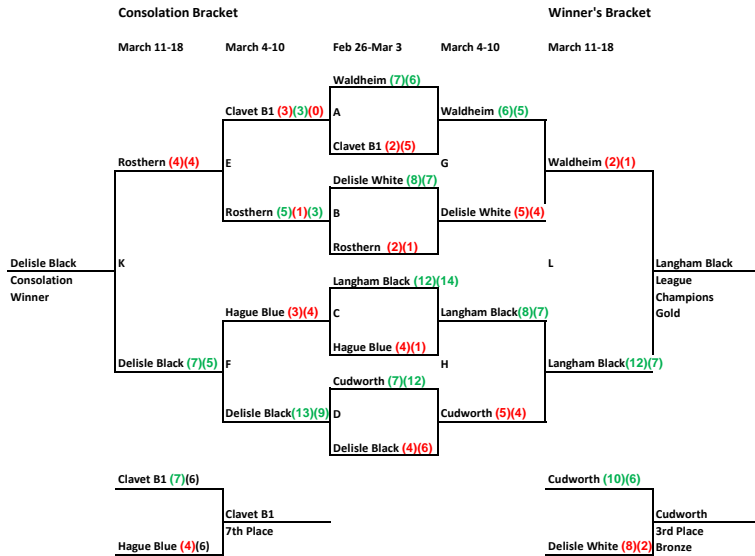 Consolation Bracket
Winner's Bracket
March 11-18
March 4-10
Feb 26-Mar 3
March 4-10
March 11-18
Waldheim (7)(6)
Clavet B1 (3)(3)(0)
A
Waldheim (6)(5)
Clavet B1 (2)(5)
Rosthern (4)(4)
E
G
Waldheim (2)(1)
Delisle White (8)(7)
Rosthern (5)(1)(3)
B
Delisle White (5)(4)
Rosthern (2)(1)
Delisle Black
K
L
Langham Black
Consolation
Winner
League
Champions
Gold
Langham Black (12)(14)
Hague Blue (3)(4)
C
Langham Black(8)(7)
Hague Blue (4)(1)
Delisle Black (7)(5)
F
H
Langham Black(12)(7)
Cudworth (7)(12)
Delisle Black(13)(9)
D
Cudworth (5)(4)
Delisle Black (4)(6)
Clavet B1 (7)(6)
Cudworth (10)(6)
Clavet B1
7th Place
Cudworth
3rd Place
Bronze
Hague Blue (4)(6)
Delisle White (8)(2)